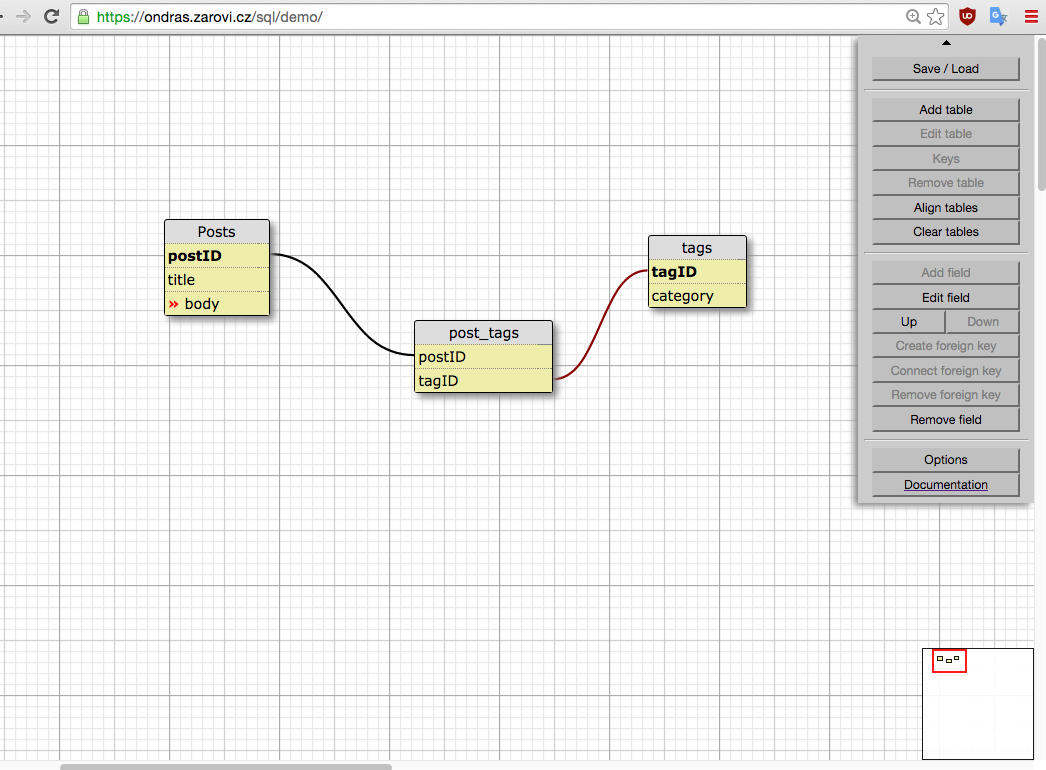 https://ondras.zarovi.cz/sql/demo/
Save / Load
Add table
Edit table
Keys
Remove table
Align tables
Clear tables
Add field
Edit field
Up Down
Create foreign key
Connect foreign key
Remove foreign key
Remove field
Options
Documentation
Posts
postID
title
» body
post_tags
postID
tagID
tags
tagID
category